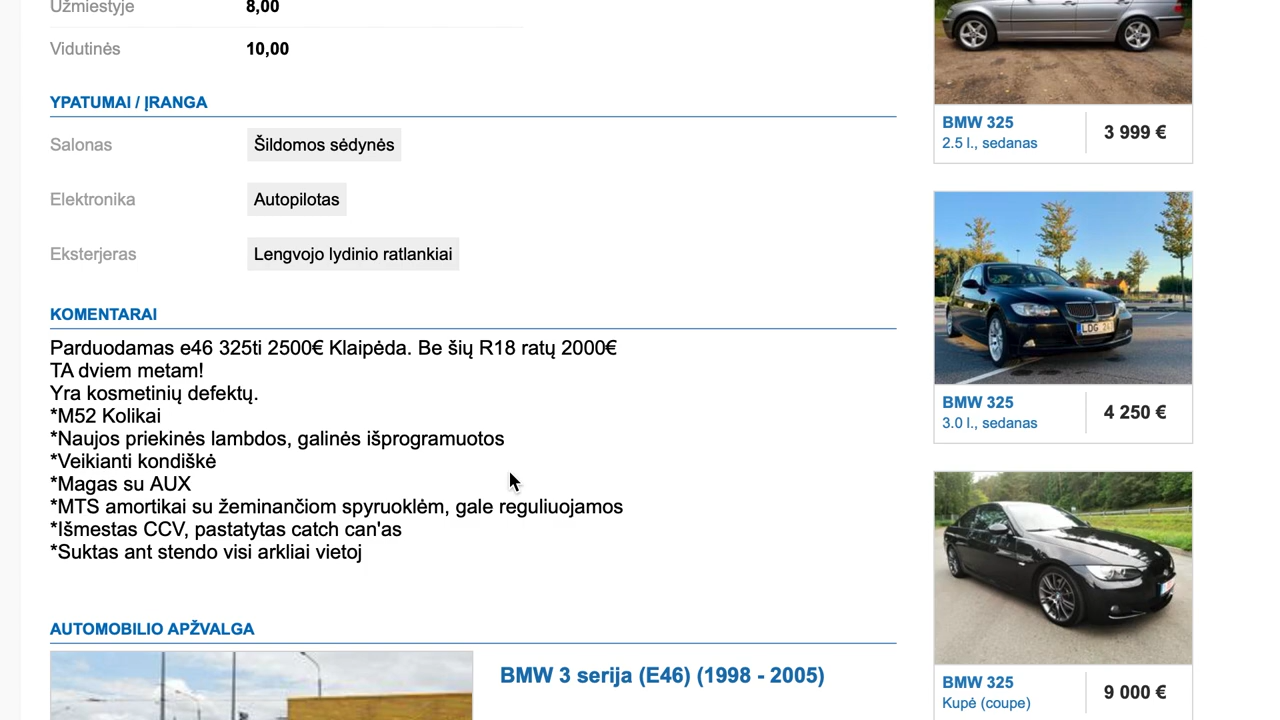 Užmiestyje 8,00
Vidutinės 10,00
YPATUMAI / ĮRANGA
Salonas Šildomos sėdynės
Elektronika Autopilotas
Eksterjeras Lengvojo lydinio ratlankiai
KOMENTARAI
Parduodamas e46 325ti 2500€ Klaipėda. Be šių R18 ratų 2000€
TA dviem metam!
Yra kosmetinių defektų.
*M52 Kolikai
*Naujos priekinės lambdos, galinės išprogramuotos
*Veikianti kondiškė
*Magas su AUX
*MTS amortikai su žeminančiom spyruoklėm, gale reguliuojamos
*Išmestas CCV, pastatytas catch can'as
*Suktas ant stendo visi arkliai vietoj
AUTOMOBILIO APŽVALGA
BMW 3 serija (E46) (1998 - 2005)
BMW 325
2.5 l., sedanas
3 999 €
BMW 325
3.0 l., sedanas
4 250 €
BMW 325
Kupė (coupe)
9 000 €